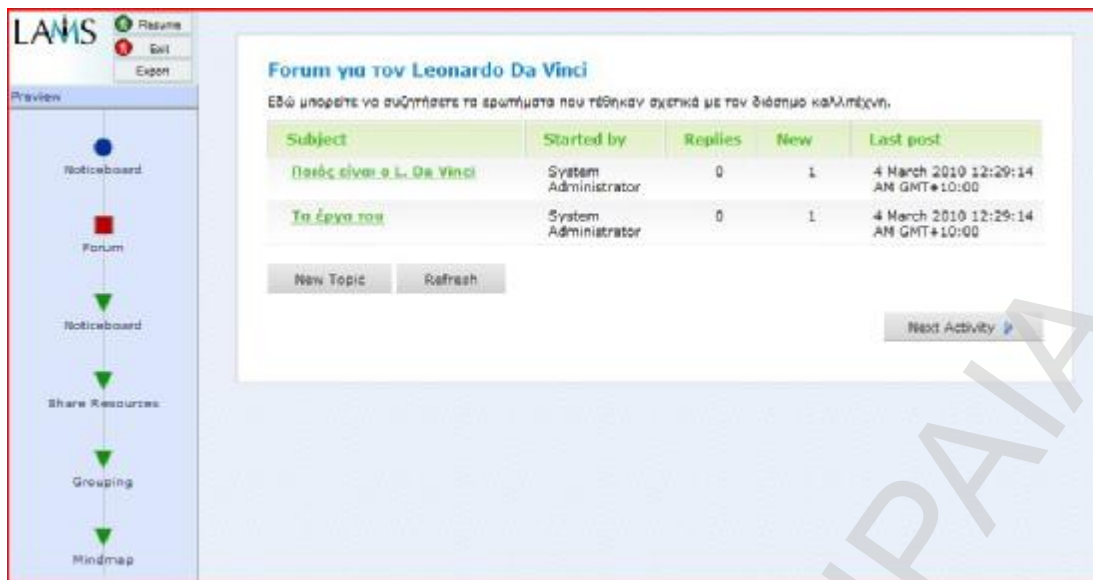 LAMS
Resume
Exit
Export
Preview
Noticeboard
Forum
Noticeboard
Share Resources
Grouping
Mindmap
Forum για τον Leonardo Da Vinci
Εδώ μπορείτε να συζητήσετε τα ερωτήματα που τέθηκαν σχετικά με τον διάσημο καλλιτέχνη.
Subject Started by Replies New Last post
Ποιός είναι ο L. Da Vinci System Administrator 0 1 4 March 2010 12:29:14 AM GMT+10:00
Τα έργα του System Administrator 0 1 4 March 2010 12:29:14 AM GMT+10:00
New Topic Refresh
Next Activity
ΠΑΙΑ